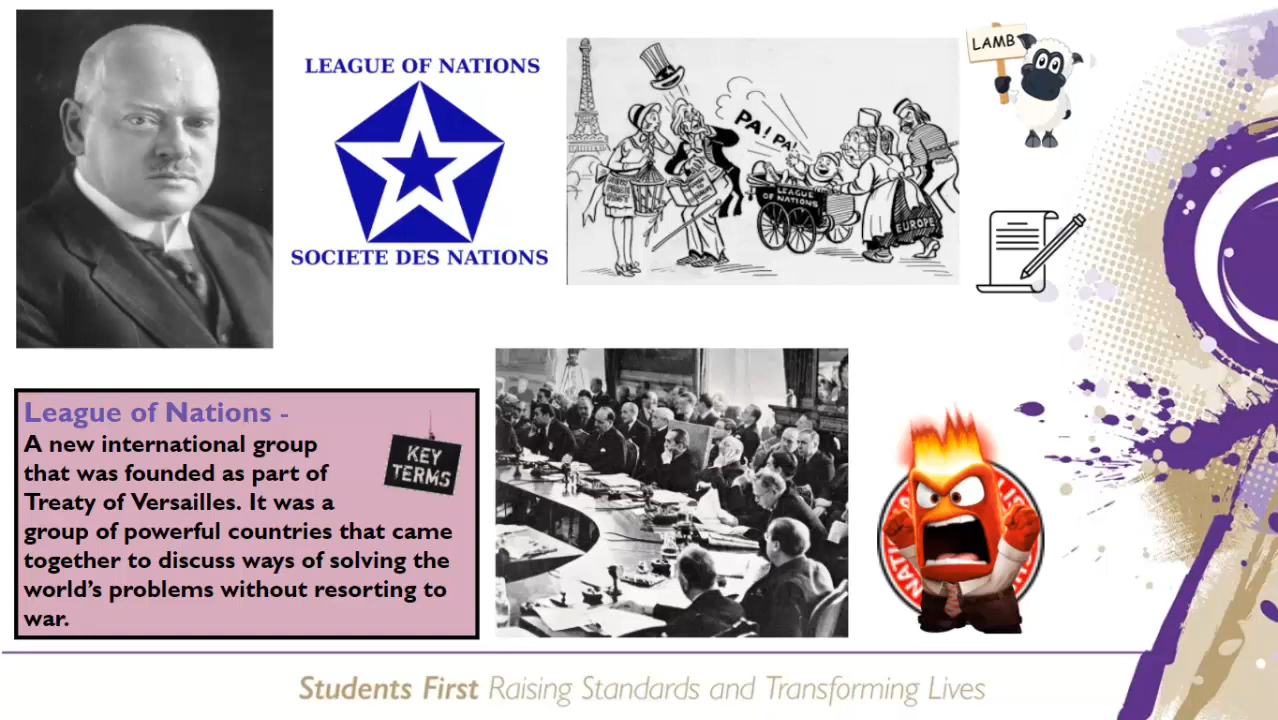 LEAGUE OF NATIONS
SOCIETE DES NATIONS
PA! PA!
LEAGUE
OF NATIONS
EUROPE
LAMB
League of Nations -
A new international group
that was founded as part of
Treaty of Versailles. It was a
group of powerful countries that came
together to discuss ways of solving the
world's problems without resorting to
war.
KEY
TERMS
Students First Raising Standards and Transforming Lives